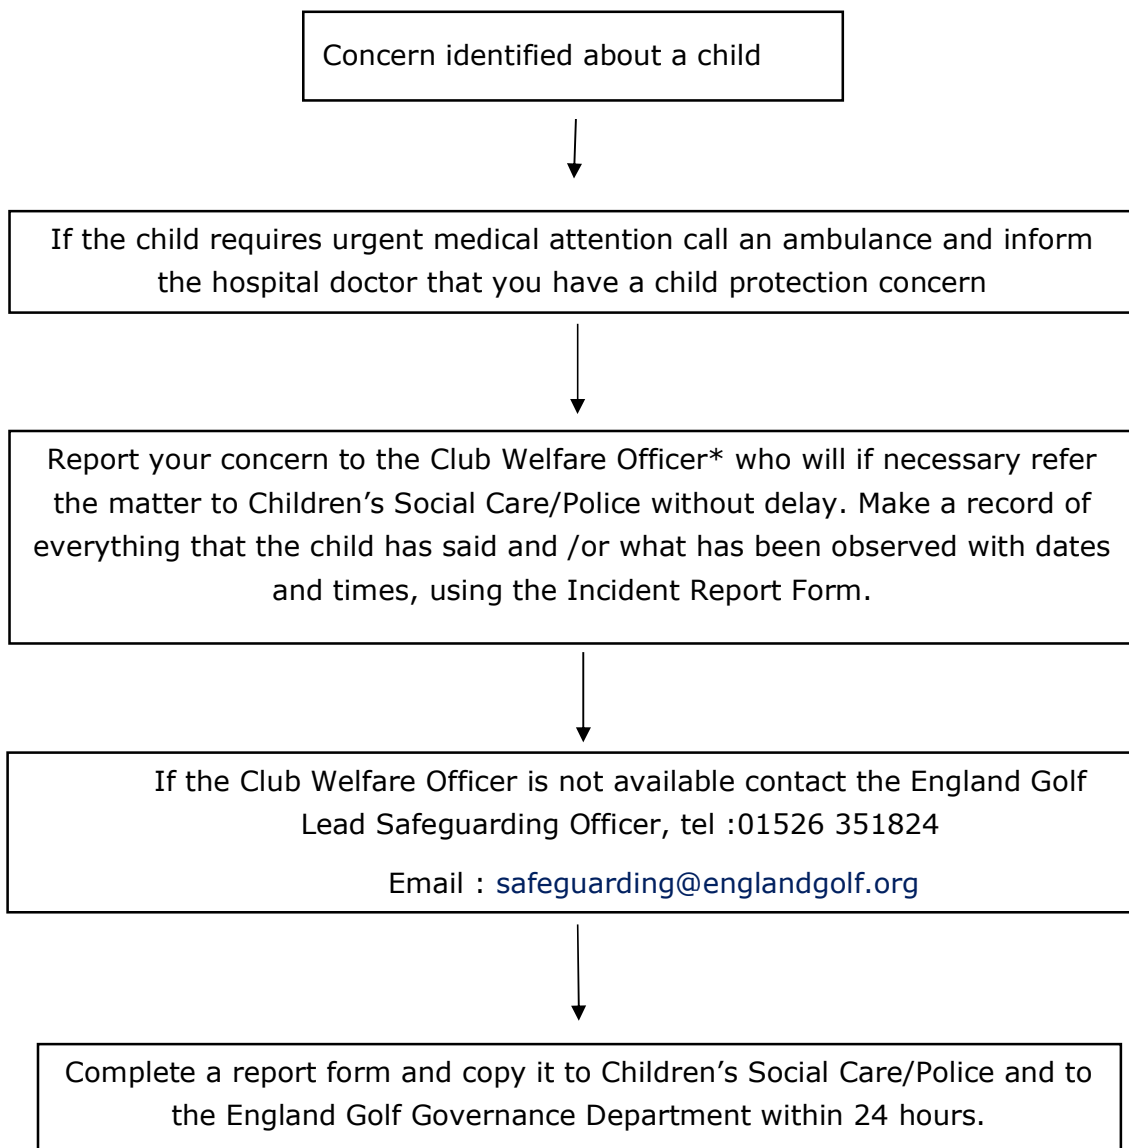 Concern identified about a child
If the child requires urgent medical attention call an ambulance and inform
the hospital doctor that you have a child protection concern
Report your concern to the Club Welfare Officer* who will if necessary refer
the matter to Children’s Social Care/Police without delay. Make a record of
everything that the child has said and /or what has been observed with dates
and times, using the Incident Report Form.
If the Club Welfare Officer is not available contact the England Golf
Lead Safeguarding Officer, tel :01526 351824
Email : safeguarding@englandgolf.org
Complete a report form and copy it to Children’s Social Care/Police and to
the England Golf Governance Department within 24 hours.